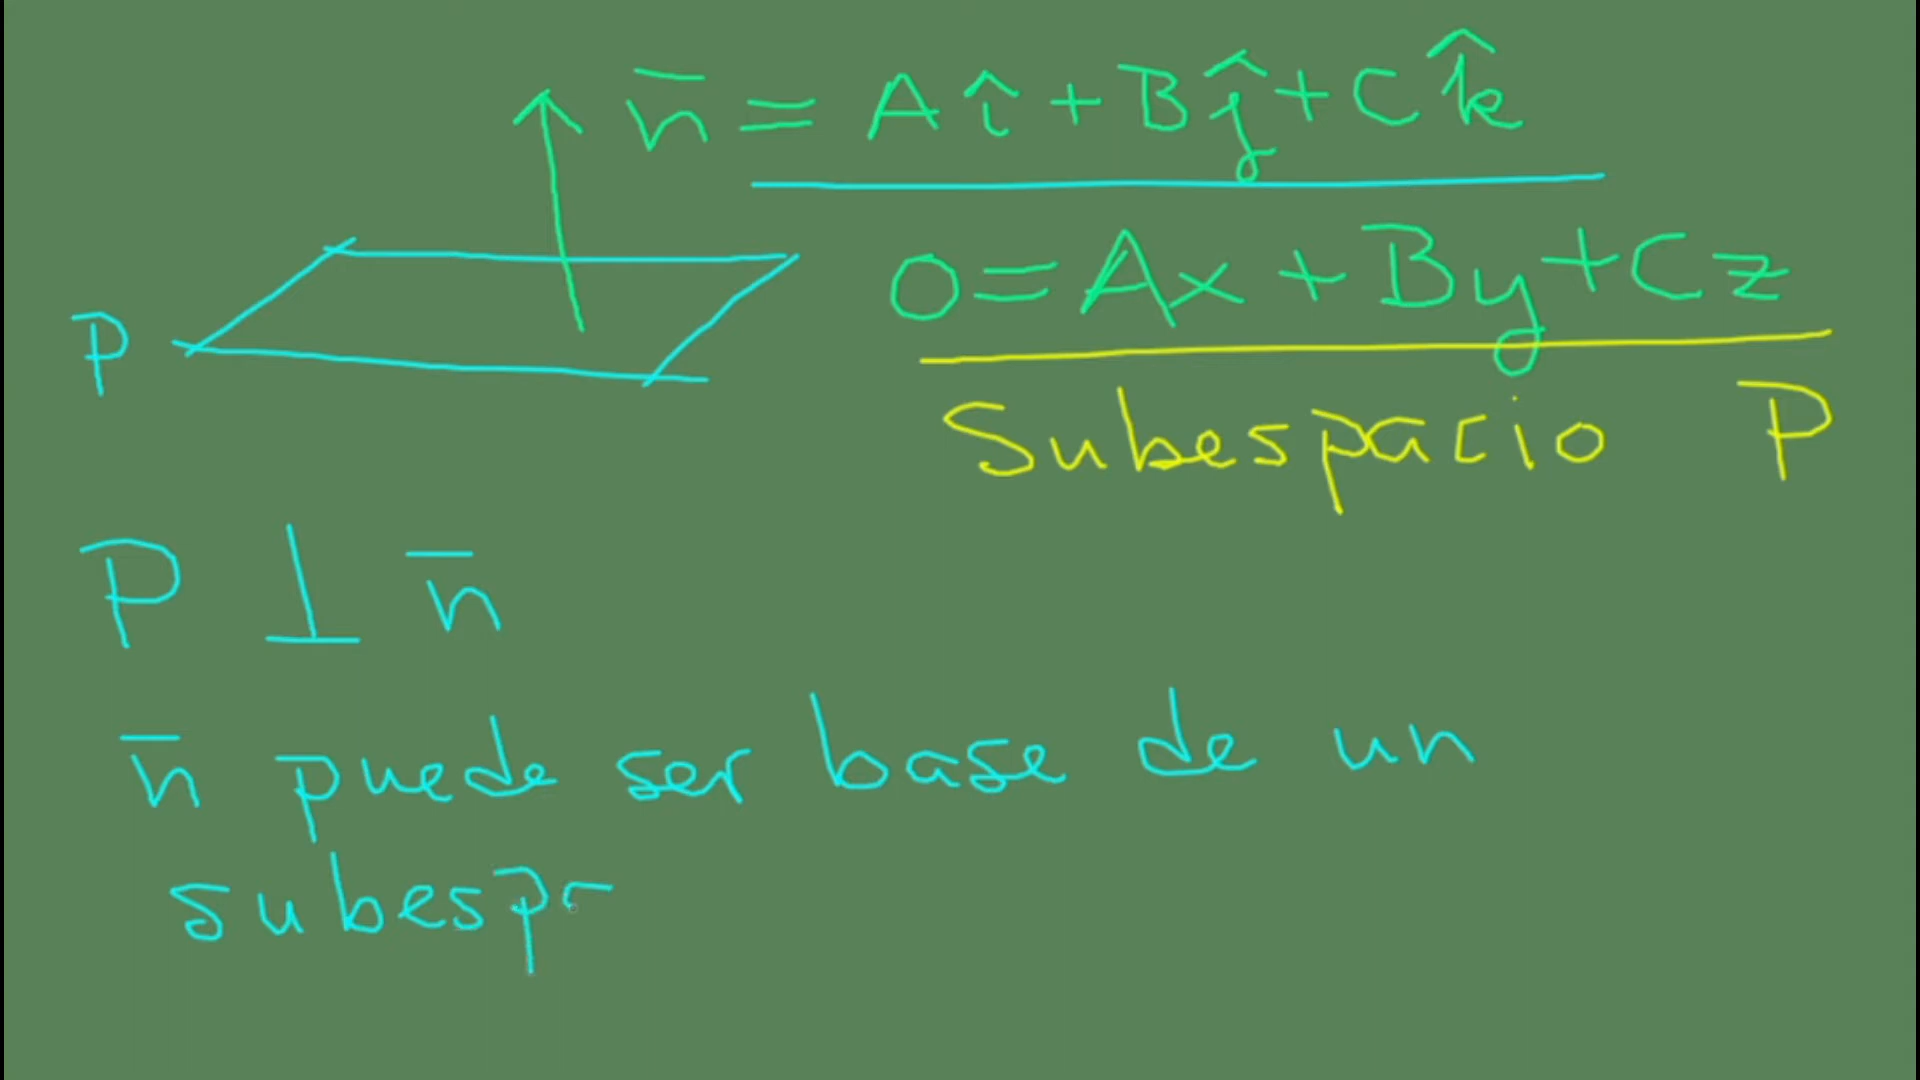 n̄ = Aî + Bĵ + Ck̂
0 = Ax + By + Cz
P
Subespacio P
P ⊥ n̄
n̄ puede ser base de un
subesp